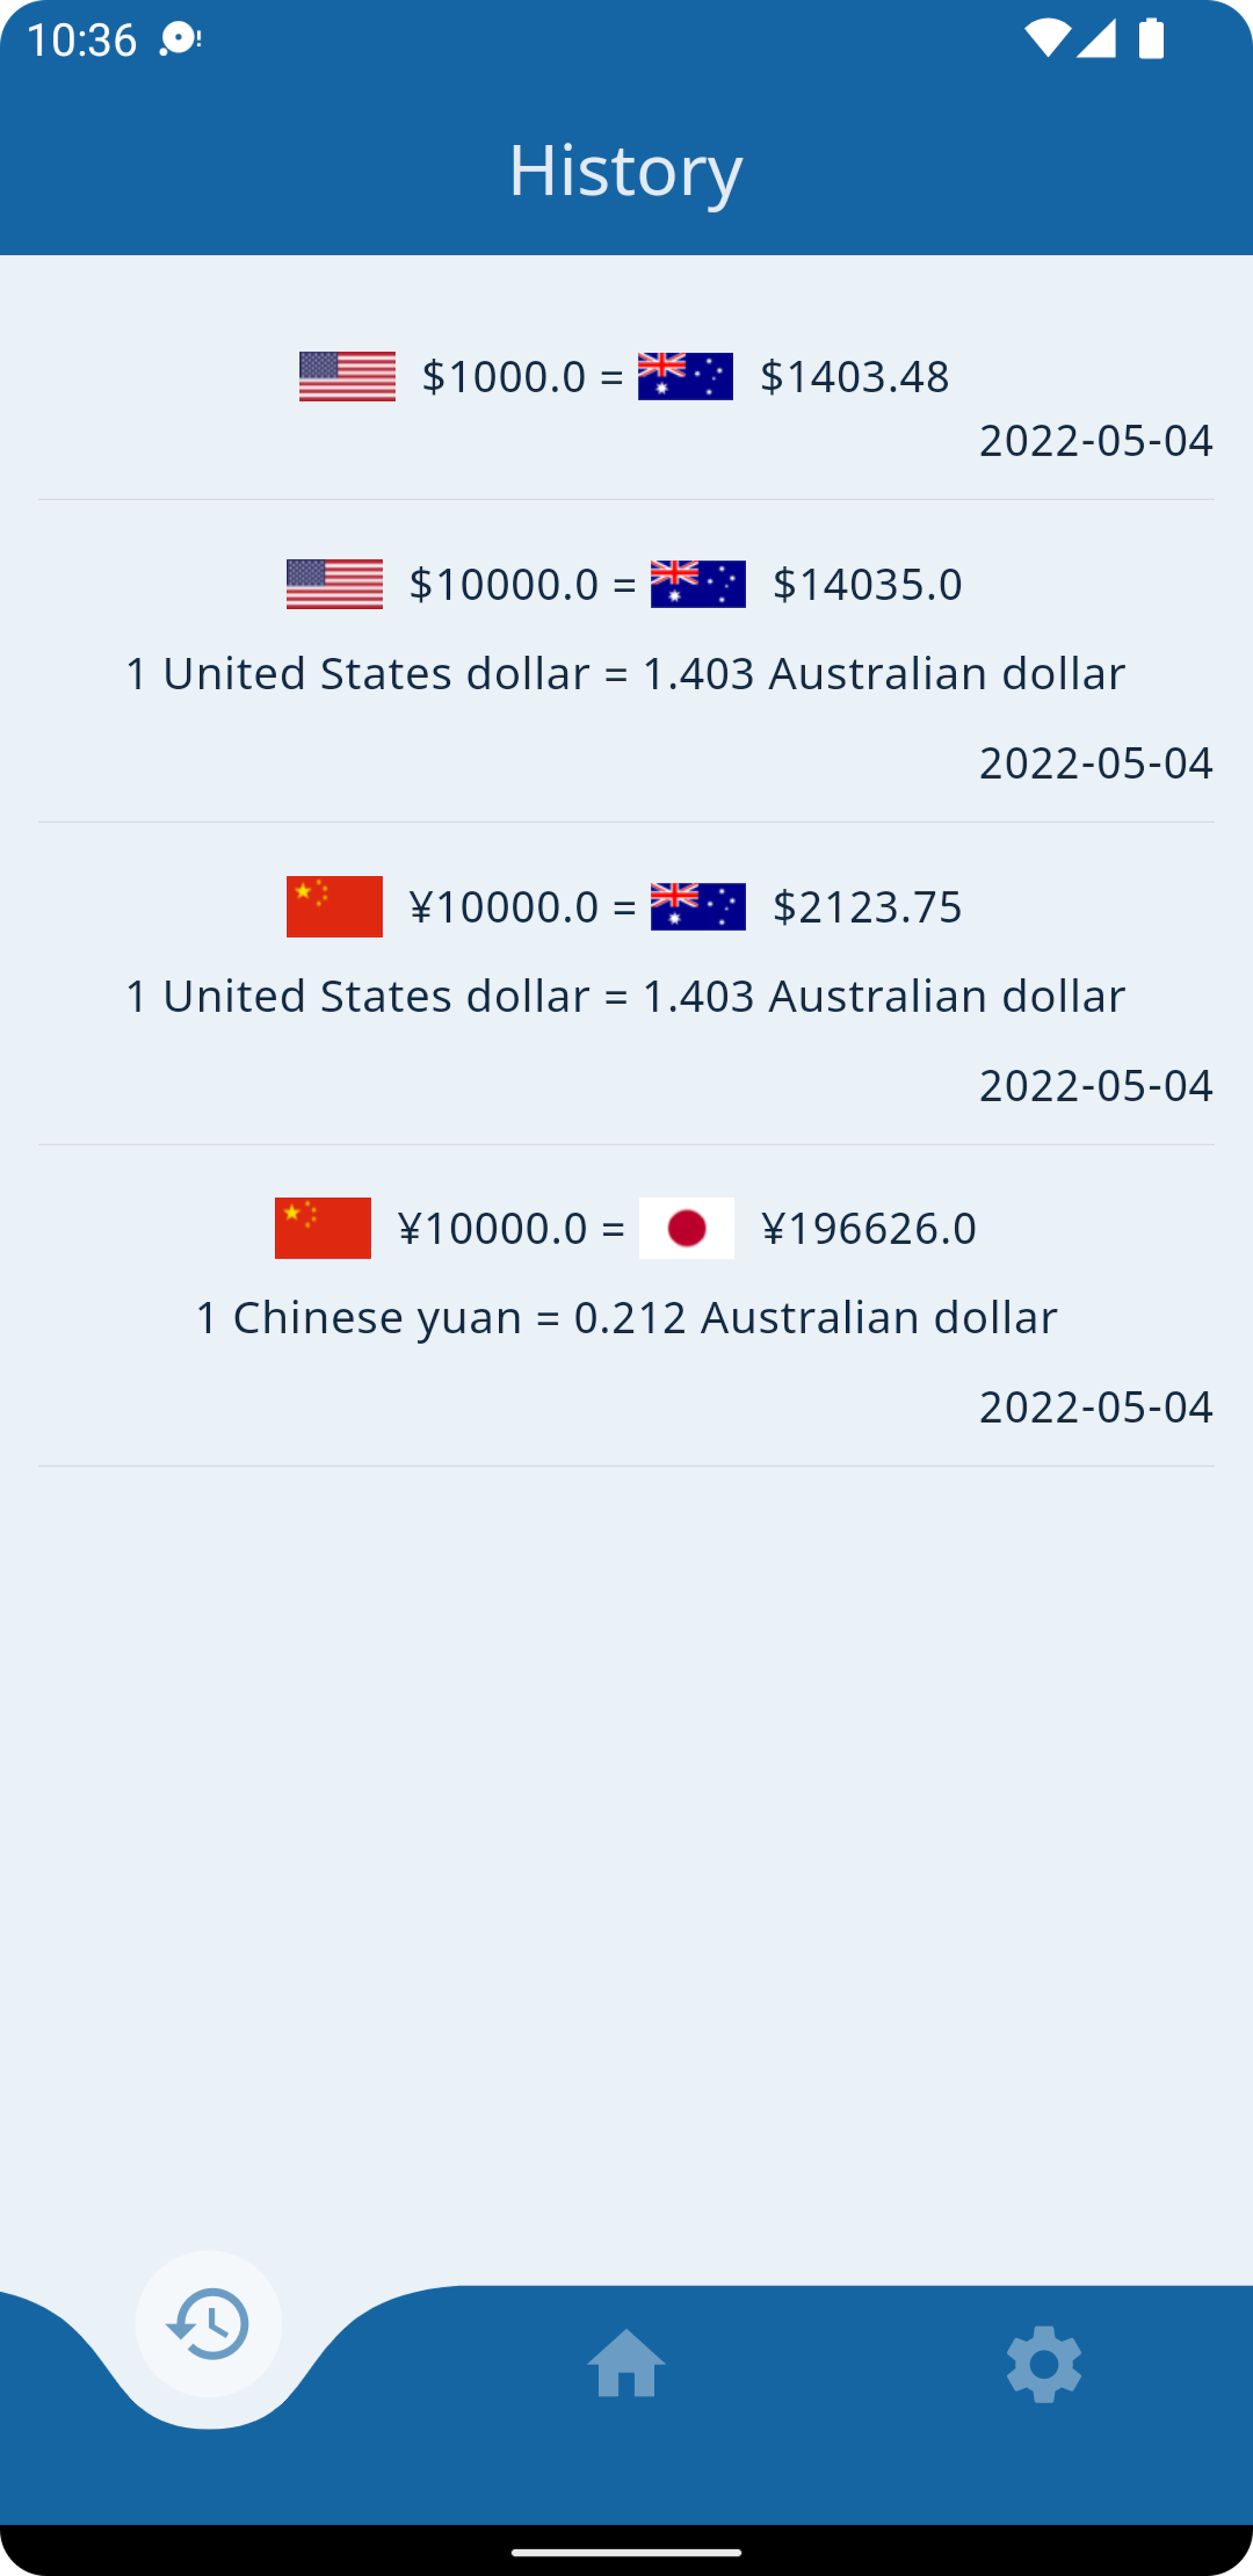 10:36
History
$1000.0 = $1403.48
2022-05-04
$10000.0 = $14035.0
1 United States dollar = 1.403 Australian dollar
2022-05-04
¥10000.0 = $2123.75
1 United States dollar = 1.403 Australian dollar
2022-05-04
¥10000.0 = ¥196626.0
1 Chinese yuan = 0.212 Australian dollar
2022-05-04